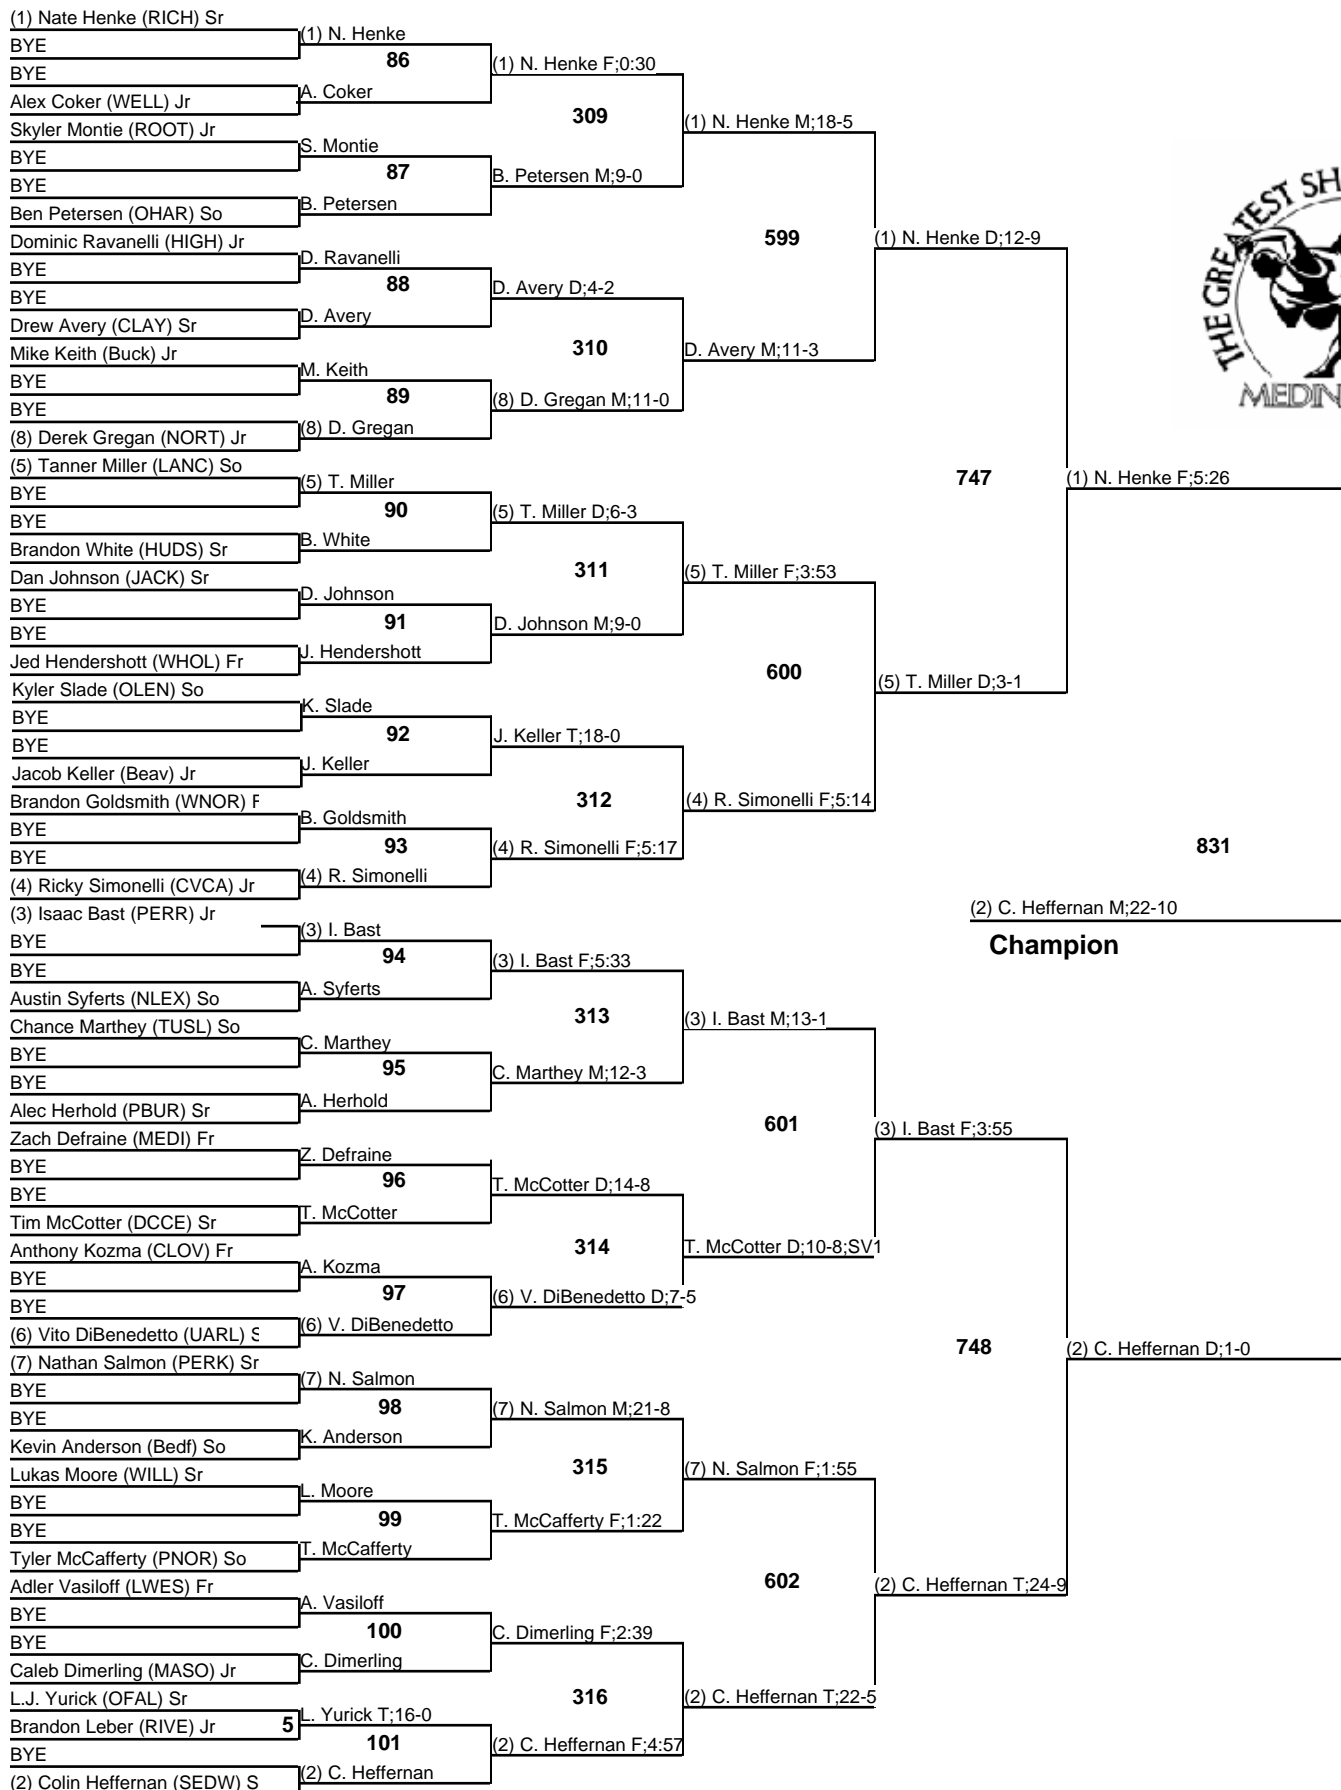 (1) Nate Henke (RICH) Sr
BYE
BYE
Alex Coker (WELL) Jr
Skyler Montie (ROOT) Jr
BYE
BYE
Ben Petersen (OHAR) So
Dominic Ravanelli (HIGH) Jr
BYE
BYE
Drew Avery (CLAY) Sr
Mike Keith (Buck) Jr
BYE
BYE
(8) Derek Gregan (NORT) Jr
(5) Tanner Miller (LANC) So
BYE
BYE
Brandon White (HUDS) Sr
Dan Johnson (JACK) Sr
BYE
BYE
Jed Hendershott (WHOL) Fr
Kyler Slade (OLEN) So
BYE
BYE
Jacob Keller (Beav) Jr
Brandon Goldsmith (WNOR) F
BYE
BYE
(4) Ricky Simonelli (CVCA) Jr
(3) Isaac Bast (PERR) Jr
BYE
BYE
Austin Syferts (NLEX) So
Chance Marthey (TUSL) So
BYE
BYE
Alec Herhold (PBUR) Sr
Zach Defraine (MEDI) Fr
BYE
BYE
Tim McCotter (DCCE) Sr
Anthony Kozma (CLOV) Fr
BYE
BYE
(6) Vito DiBenedetto (UARL) S
(7) Nathan Salmon (PERK) Sr
BYE
BYE
Kevin Anderson (Bedf) So
Lukas Moore (WILL) Sr
BYE
BYE
Tyler McCafferty (PNOR) So
Adler Vasiloff (LWES) Fr
BYE
BYE
Caleb Dimerling (MASO) Jr
L.J. Yurick (OFAL) Sr
Brandon Leber (RIVE) Jr 5
BYE
(2) Colin Heffernan (SEDW) S
(1) N. Henke
86
A. Coker
S. Montie
87
B. Petersen
D. Ravanelli
88
D. Avery
M. Keith
89
(8) D. Gregan
(5) T. Miller
90
B. White
D. Johnson
91
J. Hendershott
K. Slade
92
J. Keller
B. Goldsmith
93
(4) R. Simonelli
(3) I. Bast
94
A. Syferts
C. Marthey
95
A. Herhold
Z. Defraine
96
T. McCotter
A. Kozma
97
(6) V. DiBenedetto
(7) N. Salmon
98
K. Anderson
L. Moore
99
T. McCafferty
A. Vasiloff
100
C. Dimerling
L. Yurick T;16-0
101
(2) C. Heffernan
(1) N. Henke F;0:30
309
B. Petersen M;9-0
D. Avery D;4-2
310
(8) D. Gregan M;11-0
(5) T. Miller D;6-3
311
D. Johnson M;9-0
J. Keller T;18-0
312
(4) R. Simonelli F;5:17
(3) I. Bast F;5:33
313
C. Marthey M;12-3
T. McCotter D;14-8
314
(6) V. DiBenedetto D;7-5
(7) N. Salmon M;21-8
315
T. McCafferty F;1:22
C. Dimerling F;2:39
316
(2) C. Heffernan F;4:57
(1) N. Henke M;18-5
599
D. Avery M;11-3
(5) T. Miller F;3:53
600
(4) R. Simonelli F;5:14
(3) I. Bast M;13-1
601
T. McCotter D;10-8;SV1
(7) N. Salmon F;1:55
602
(2) C. Heffernan T;22-5
(1) N. Henke D;12-9
747
(5) T. Miller D;3-1
(3) I. Bast F;3:55
748
(2) C. Heffernan T;24-9
THE GREATEST SH
MEDIN
(1) N. Henke F;5:26
831
(2) C. Heffernan D;1-0
(2) C. Heffernan M;22-10
Champion